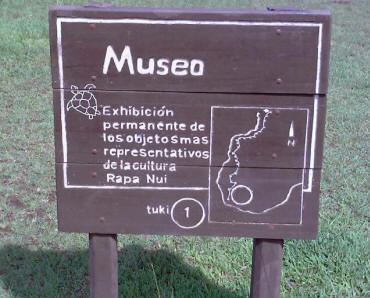 Museo
Exhibición
permanente de
los objetos mas
representativos
de la cultura
Rapa Nui
N
tuki 1